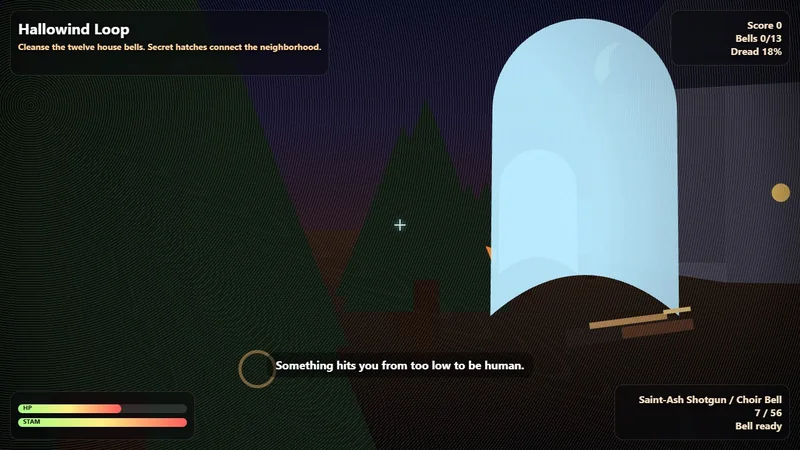 Hallowind Loop
Cleanse the twelve house bells. Secret hatches connect the neighborhood.
Score 0
Bells 0/13
Dread 18%
Something hits you from too low to be human.
HP
STAM
Saint-Ash Shotgun / Choir Bell
7 / 56
Bell ready